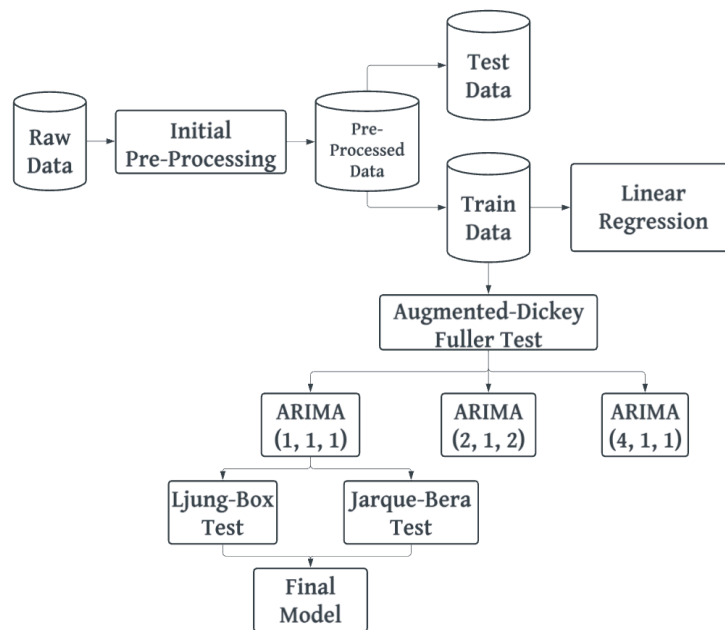 Test
Data
Raw
Data
Initial
Pre-Processing
Pre-
Processed
Data
Train
Data
Linear
Regression
Augmented-Dickey
Fuller Test
ARIMA
(1, 1, 1)
ARIMA
(2, 1, 2)
ARIMA
(4, 1, 1)
Ljung-Box
Test
Jarque-Bera
Test
Final
Model